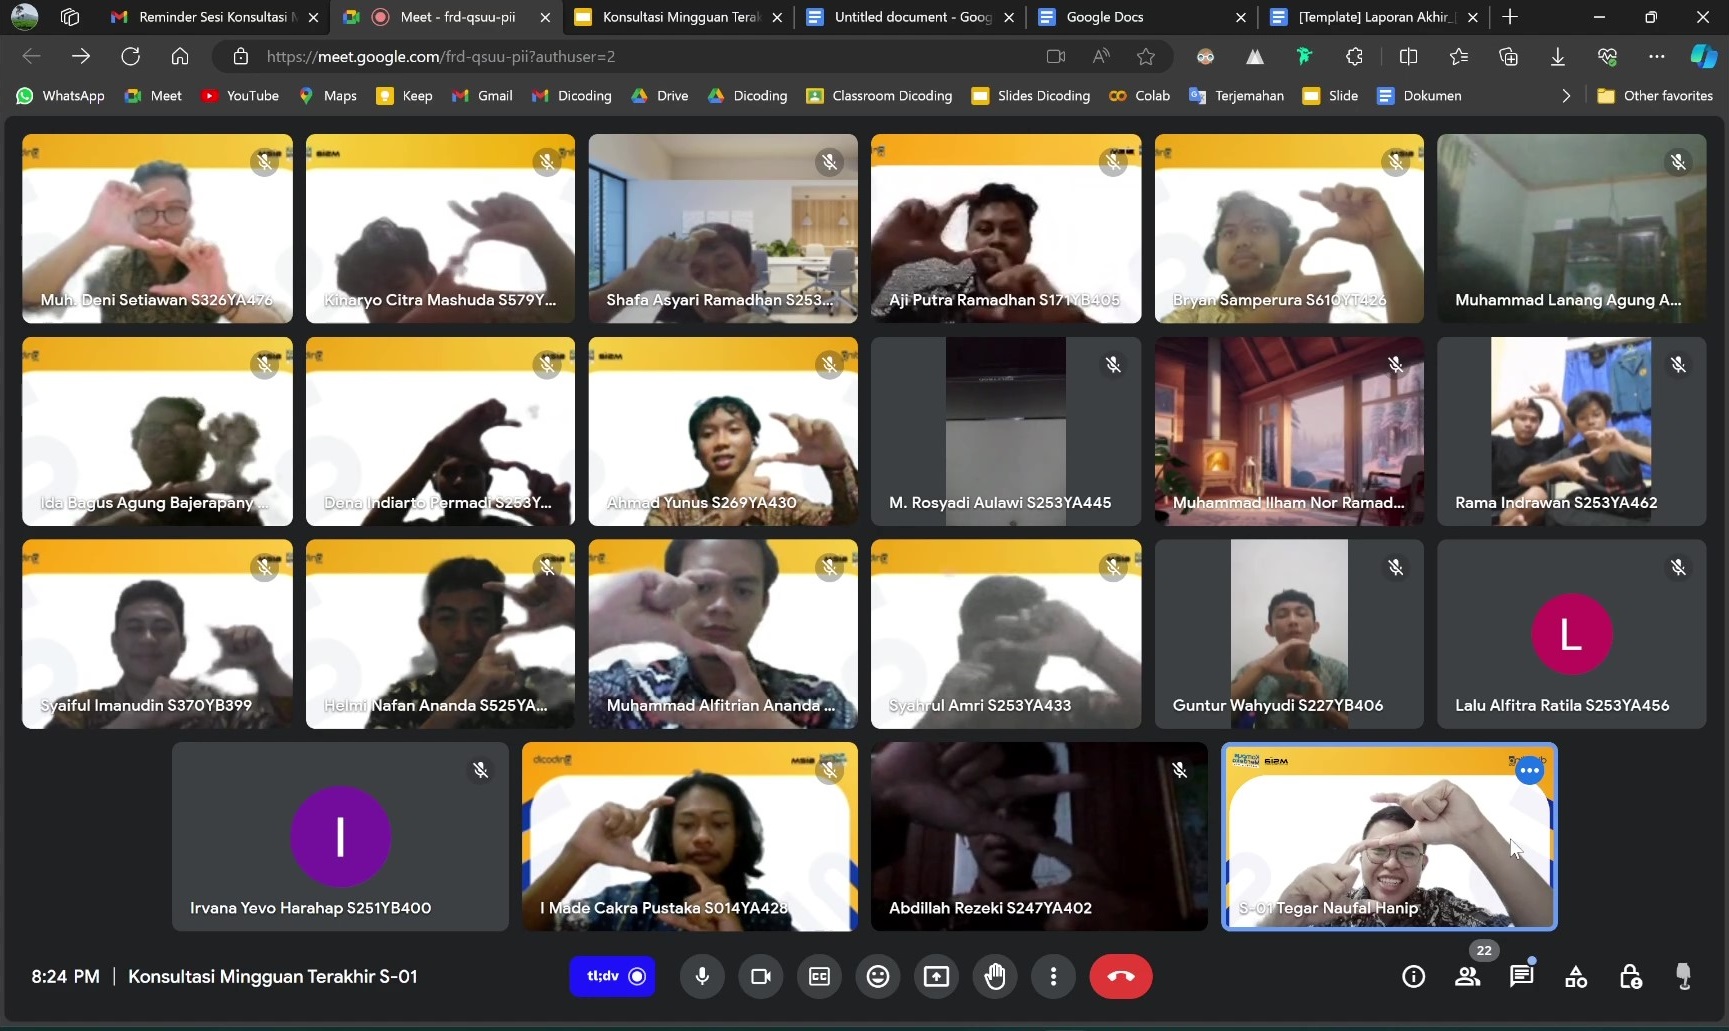 Reminder Sesi Konsultasi M
Meet - frd-qsuu-pii
Konsultasi Mingguan Terak
Untitled document - Goog
Google Docs
[Template] Laporan Akhir_
https://meet.google.com/frd-qsuu-pii?authuser=2
WhatsApp
Meet
YouTube
Maps
Keep
Gmail
Dicoding
Drive
Dicoding
Classroom Dicoding
Slides Dicoding
Colab
Terjemahan
Slide
Dokumen
Other favorites
Muh. Deni Setiawan S326YA476
Kinaryo Citra Mashuda S579Y...
Shafa Asyari Ramadhan S253...
Aji Putra Ramadhan S171YB405
Bryan Samperura S610YT426
Muhammad Lanang Agung A...
Ida Bagus Agung Bajerapany ...
Dena Indiarto Permadi S253Y...
Ahmad Yunus S269YA430
M. Rosyadi Aulawi S253YA445
Muhammad Ilham Nor Ramad...
Rama Indrawan S253YA462
Syaiful Imanudin S370YB399
Helmi Nafan Ananda S525YA...
Muhammad Alfitrian Ananda ...
Syahrul Amri S253YA433
Guntur Wahyudi S227YB406
L
Lalu Alfitra Ratila S253YA456
I
Irvana Yevo Harahap S251YB400
dicoding
I Made Cakra Pustaka S014YA428
Abdillah Rezeki S247YA402
S-01 Tegar Naufal Hanip
8:24 PM | Konsultasi Mingguan Terakhir S-01
tl;dv
CC
22